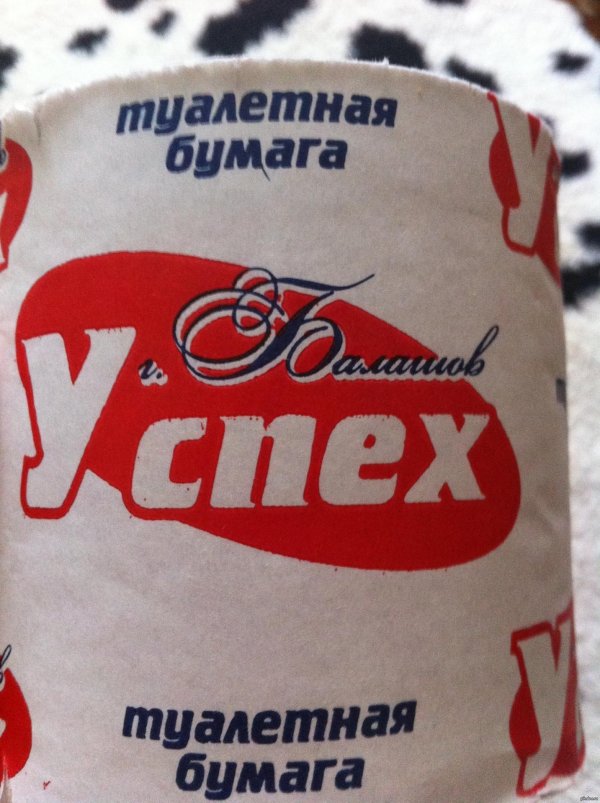 туалетная
бумага
г. Балашов
Успех
туалетная
бумага